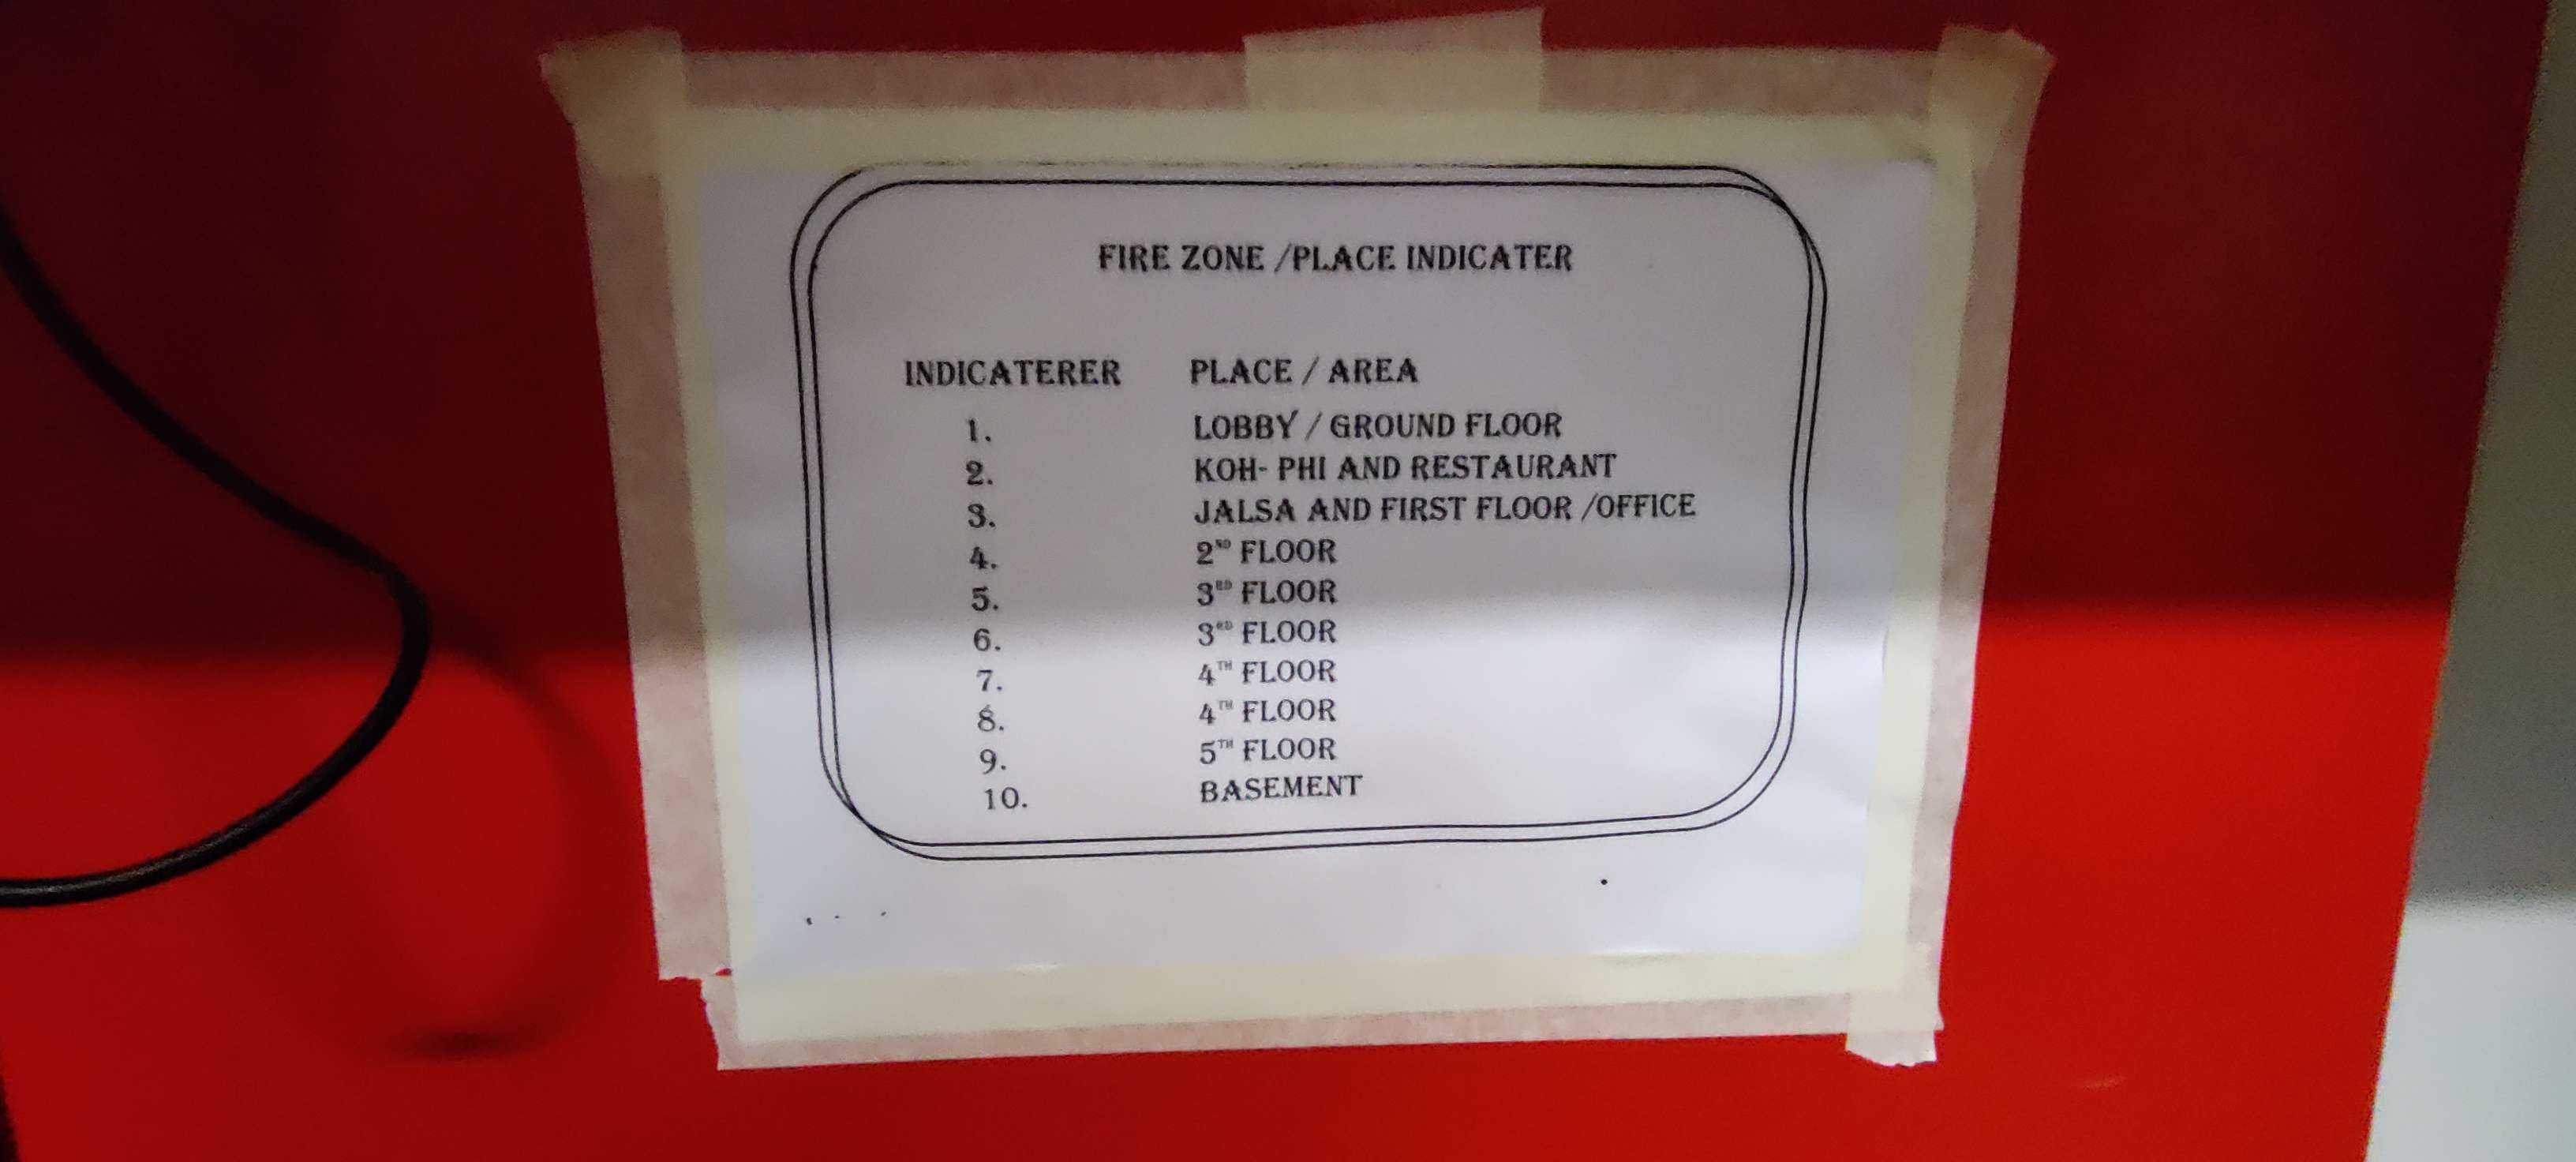 FIRE ZONE /PLACE INDICATER
INDICATERER PLACE / AREA
1. LOBBY / GROUND FLOOR
2. KOH- PHI AND RESTAURANT
3. JALSA AND FIRST FLOOR /OFFICE
4. 2ND FLOOR
5. 3RD FLOOR
6. 3RD FLOOR
7. 4TH FLOOR
8. 4TH FLOOR
9. 5TH FLOOR
10. BASEMENT